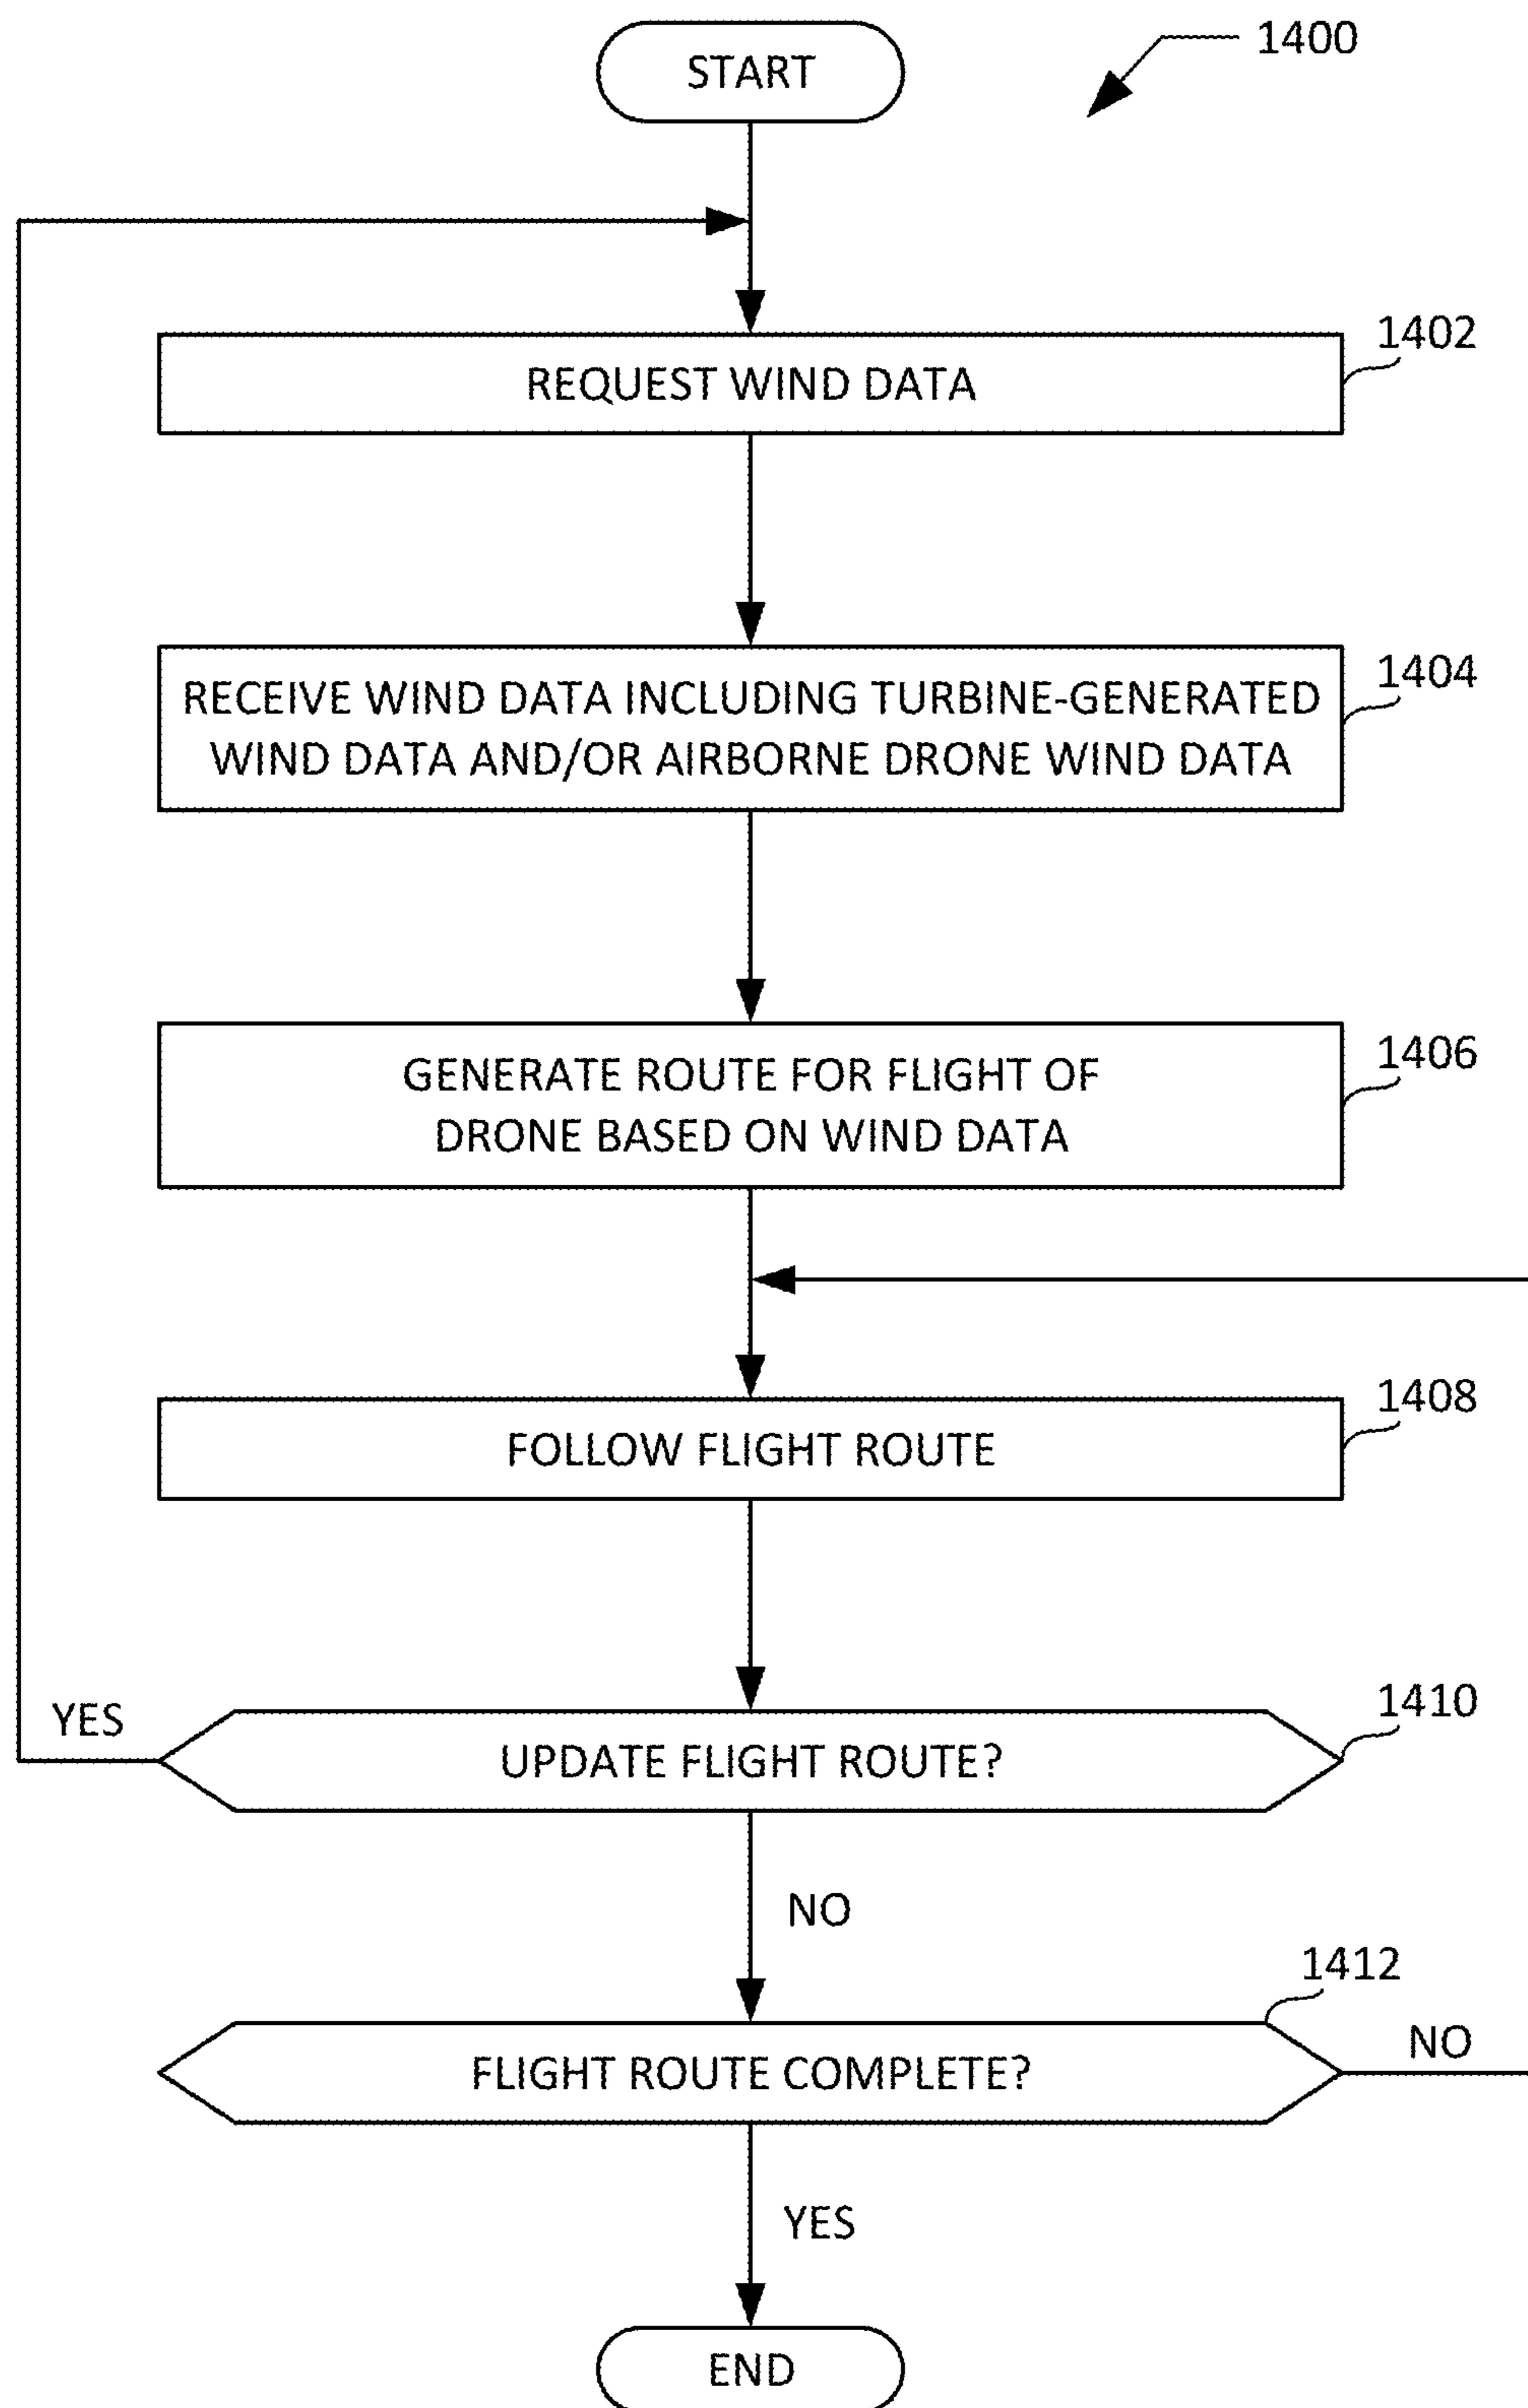 START
1400
1402
REQUEST WIND DATA
1404
RECEIVE WIND DATA INCLUDING TURBINE-GENERATED
WIND DATA AND/OR AIRBORNE DRONE WIND DATA
1406
GENERATE ROUTE FOR FLIGHT OF
DRONE BASED ON WIND DATA
1408
FOLLOW FLIGHT ROUTE
1410
YES
UPDATE FLIGHT ROUTE?
NO
1412
FLIGHT ROUTE COMPLETE?
NO
YES
END